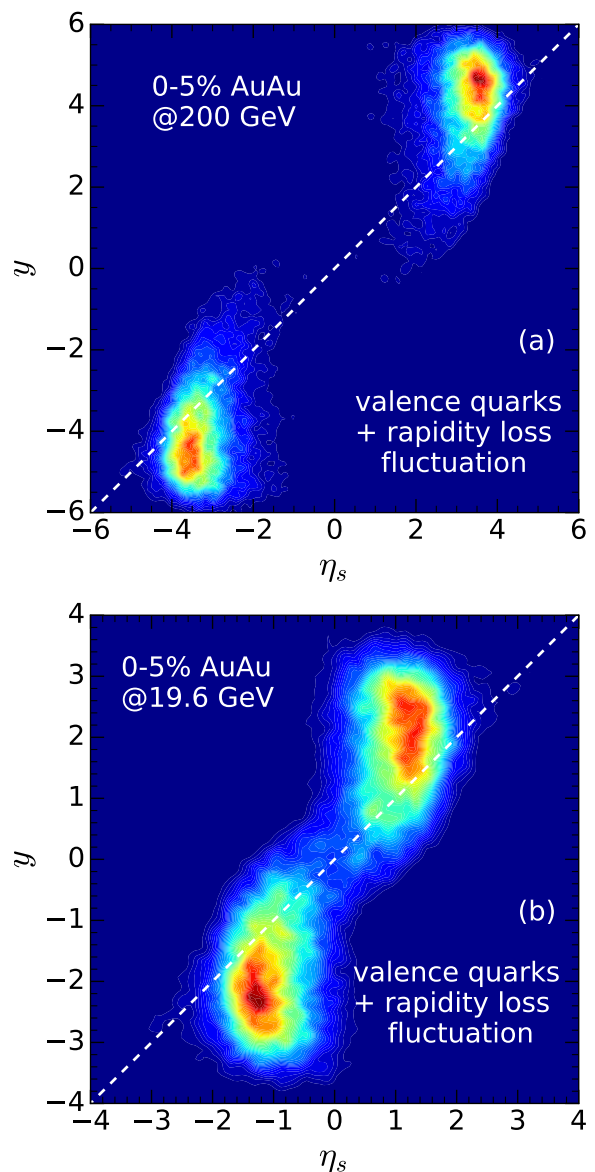 6
4
2
0
−2
−4
−6
y
0-5% AuAu
@200 GeV
(a)
valence quarks
+ rapidity loss
fluctuation
−6 −4 −2 0 2 4 6
η_s
4
3
2
1
0
−1
−2
−3
−4
y
0-5% AuAu
@19.6 GeV
(b)
valence quarks
+ rapidity loss
fluctuation
−4 −3 −2 −1 0 1 2 3 4
η_s